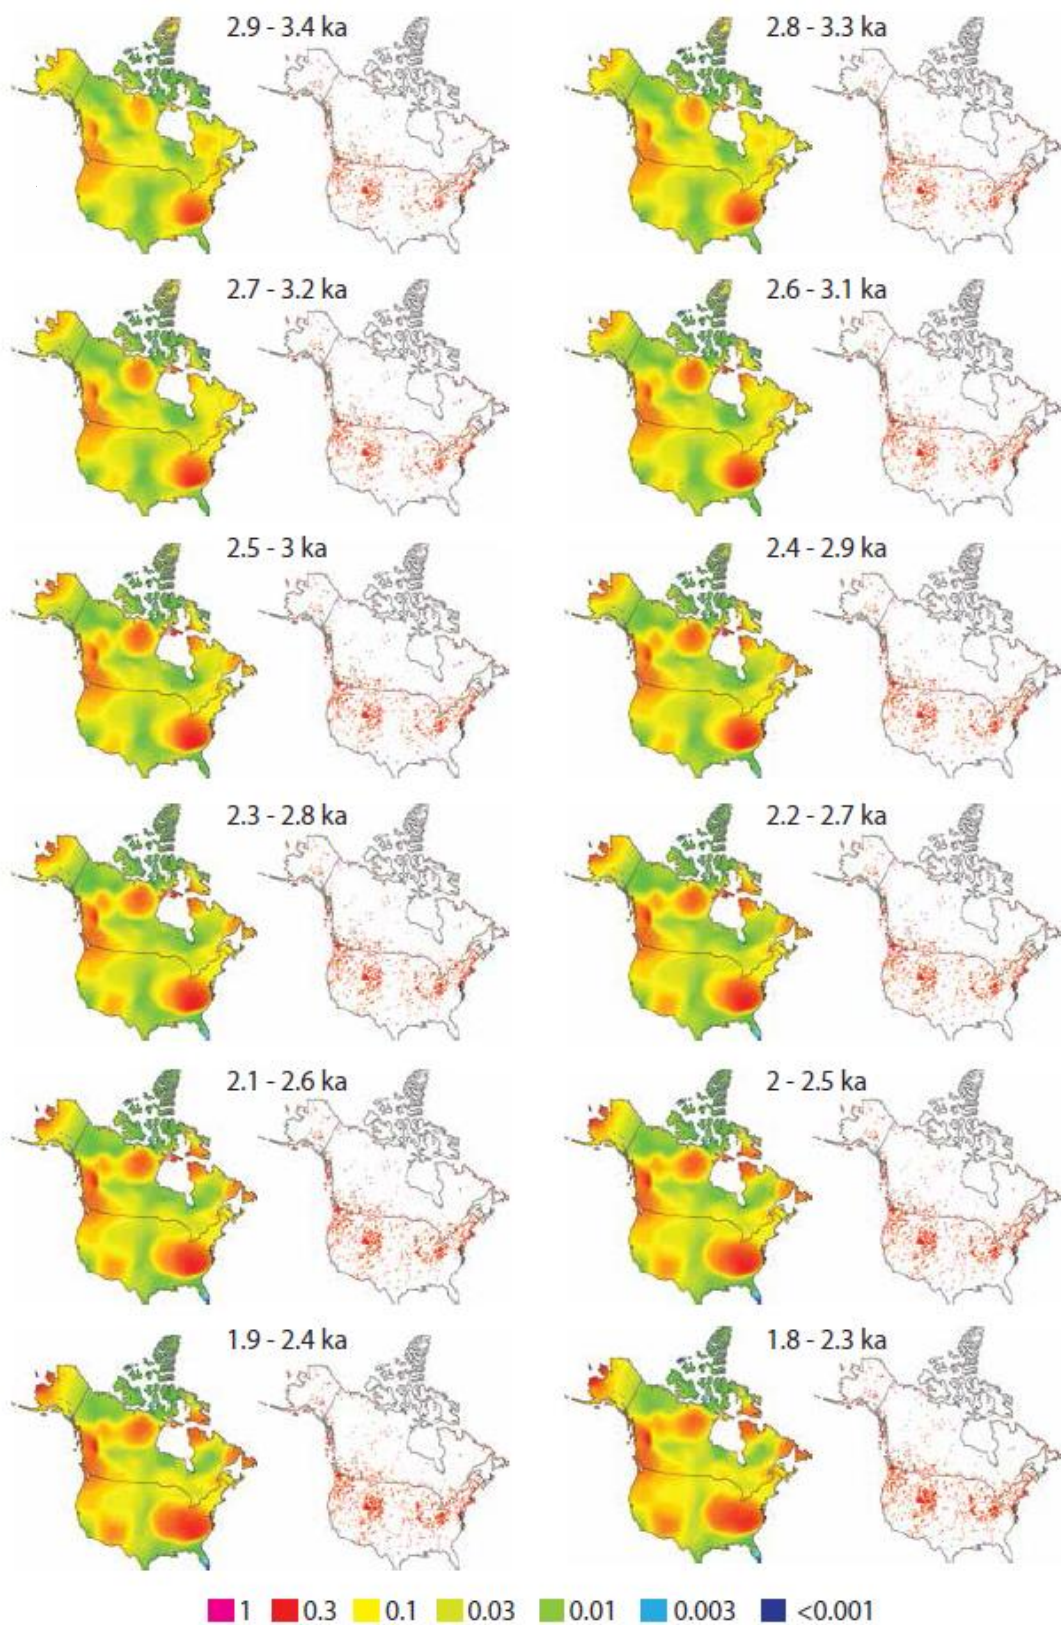 2.9 - 3.4 ka
2.8 - 3.3 ka
2.7 - 3.2 ka
2.6 - 3.1 ka
2.5 - 3 ka
2.4 - 2.9 ka
2.3 - 2.8 ka
2.2 - 2.7 ka
2.1 - 2.6 ka
2 - 2.5 ka
1.9 - 2.4 ka
1.8 - 2.3 ka
1 0.3 0.1 0.03 0.01 0.003 <0.001